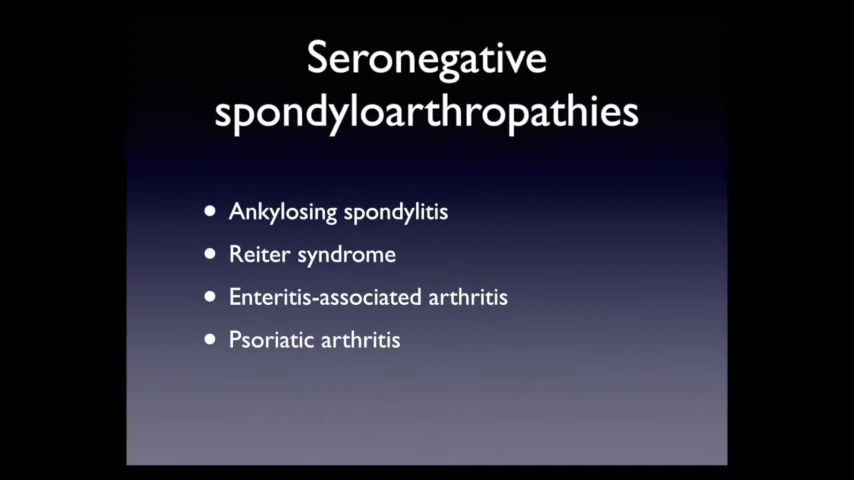 Seronegative
spondyloarthropathies
• Ankylosing spondylitis
• Reiter syndrome
• Enteritis-associated arthritis
• Psoriatic arthritis